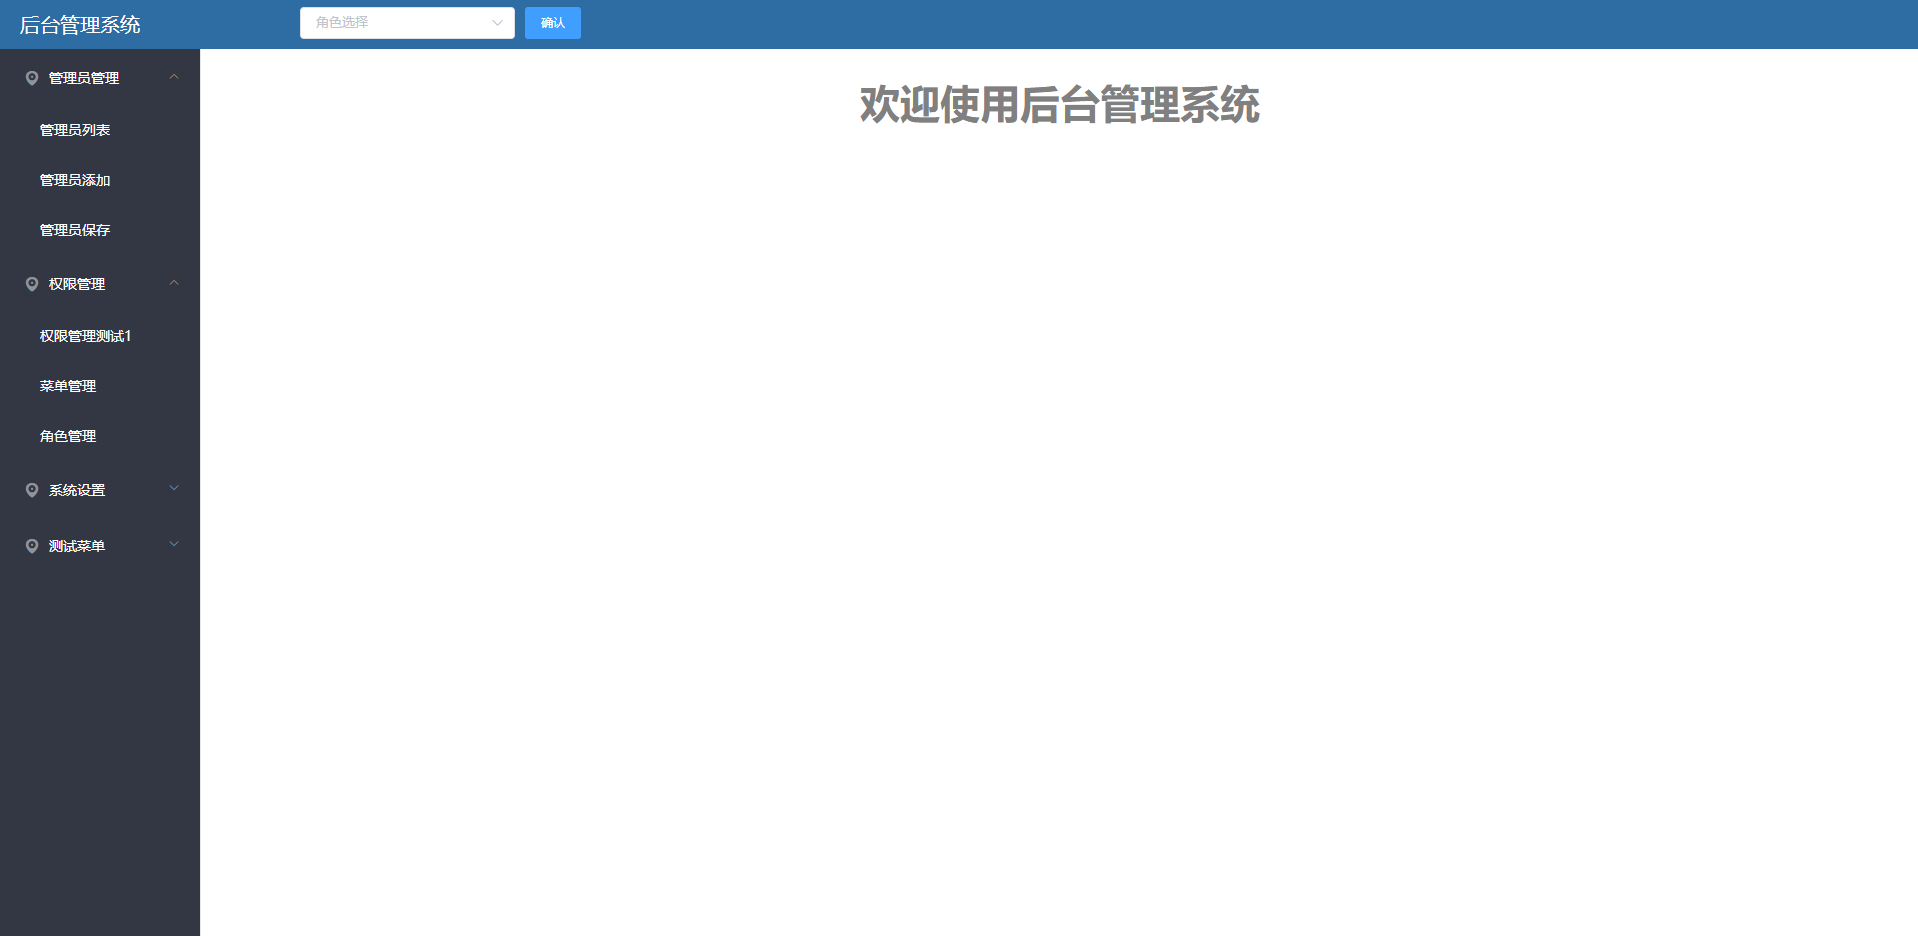 后台管理系统
角色选择
确认
管理员管理
管理员列表
管理员添加
管理员保存
权限管理
权限管理测试1
菜单管理
角色管理
系统设置
测试菜单
欢迎使用后台管理系统